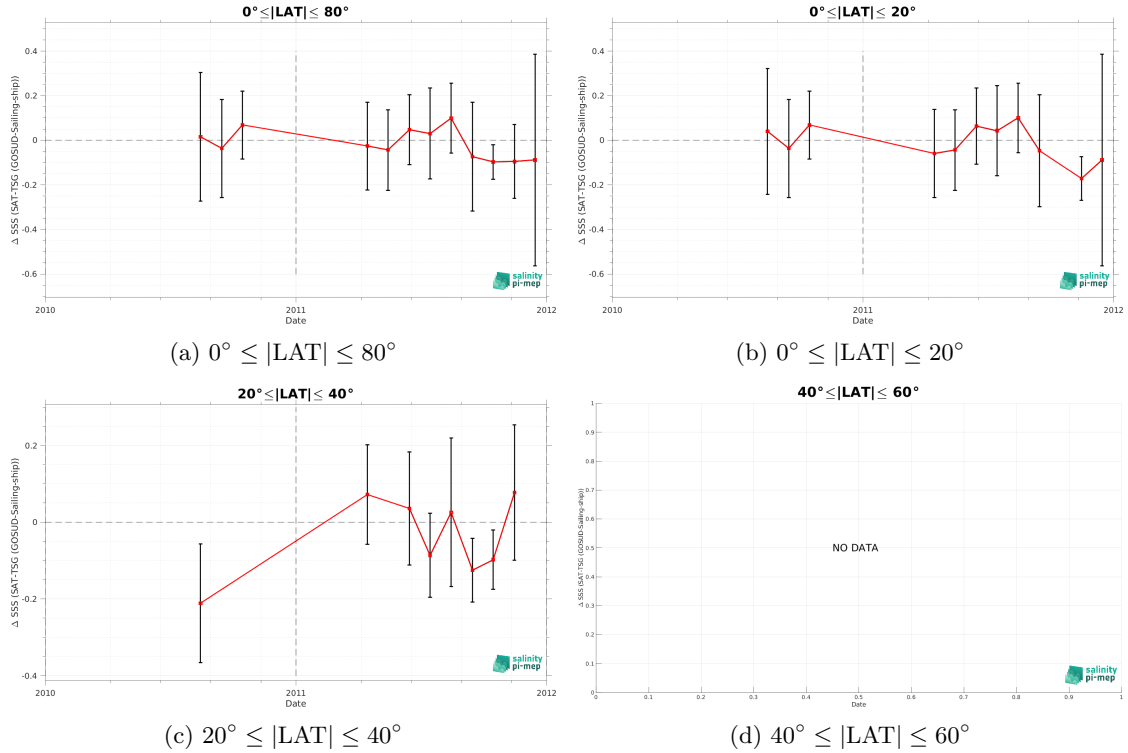 0°≤|LAT|≤ 80°
Δ SSS (SAT-TSG (GOSUD-Sailing-ship))
0.4
0.2
0
-0.2
-0.4
-0.6
2010
2011
2012
Date
salinity
pi-mep
(a) 0° ≤ |LAT| ≤ 80°
0°≤|LAT|≤ 20°
Δ SSS (SAT-TSG (GOSUD-Sailing-ship))
0.4
0.2
0
-0.2
-0.4
-0.6
2010
2011
2012
Date
salinity
pi-mep
(b) 0° ≤ |LAT| ≤ 20°
20°≤|LAT|≤ 40°
Δ SSS (SAT-TSG (GOSUD-Sailing-ship))
0.2
0
-0.2
-0.4
2010
2011
2012
Date
salinity
pi-mep
(c) 20° ≤ |LAT| ≤ 40°
40°≤|LAT|≤ 60°
Δ SSS (SAT-TSG (GOSUD-Sailing-ship))
1
0.9
0.8
0.7
0.6
0.5
0.4
0.3
0.2
0.1
0
NO DATA
0 0.1 0.2 0.3 0.4 0.5 0.6 0.7 0.8 0.9 1
Date
salinity
pi-mep
(d) 40° ≤ |LAT| ≤ 60°